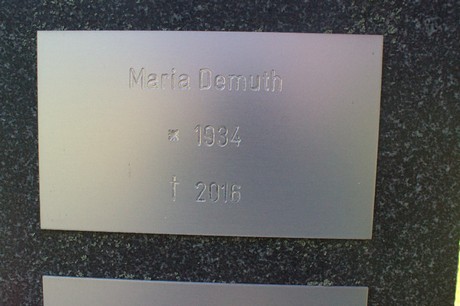 Maria Demuth
* 1934
† 2016